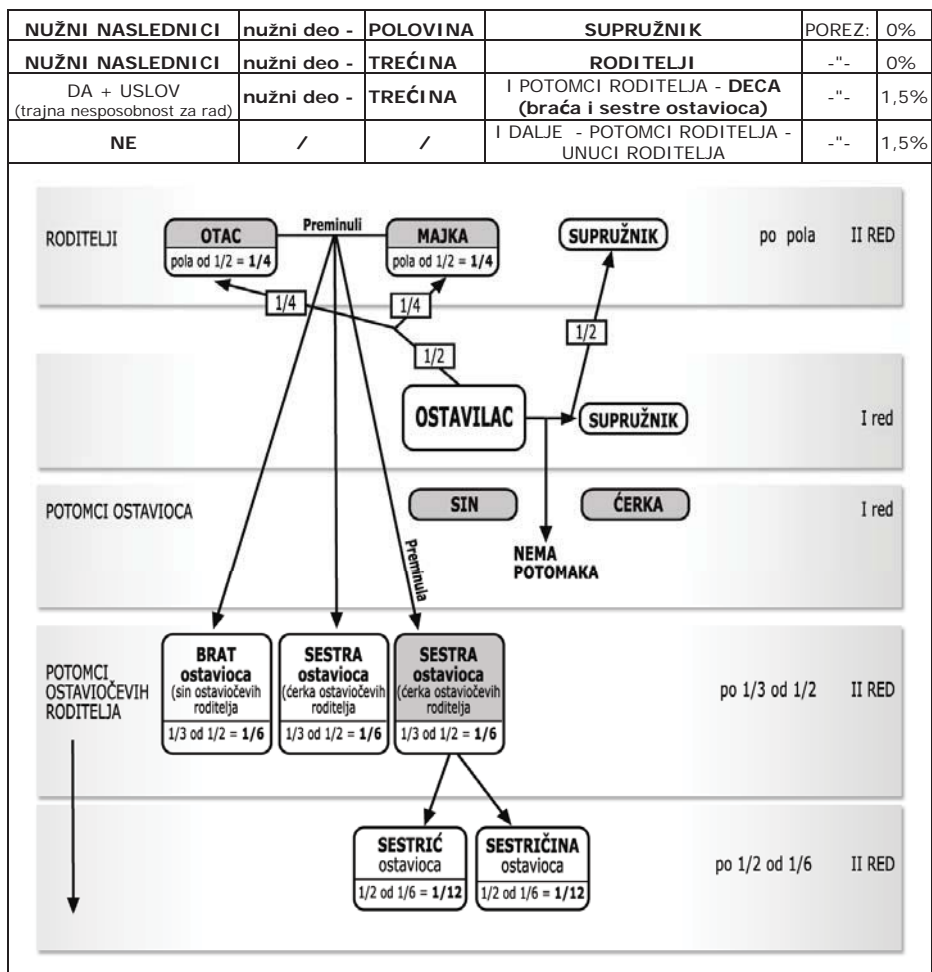 NUŽNI NASLEDNICI nužni deo - POLOVINA SUPRUŽNIK POREZ: 0%
NUŽNI NASLEDNICI nužni deo - TREĆINA RODITELJI -"- 0%
DA + USLOV
(trajna nesposobnost za rad)
nužni deo - TREĆINA
I POTOMCI RODITELJA - DECA
(braća i sestre ostavioca)
-"- 1,5%
NE / /
I DALJE - POTOMCI RODITELJA -
UNUCI RODITELJA
-"- 1,5%
RODITELJI
OTAC
pola od 1/2 = 1/4
Preminuli
MAJKA
pola od 1/2 = 1/4
SUPRUŽNIK
po pola II RED
1/4
1/4
1/2
1/2
OSTAVILAC
SUPRUŽNIK
I red
POTOMCI OSTAVIOCA
SIN
ĆERKA
I red
NEMA
POTOMAKA
Preminula
POTOMCI
OSTAVIOČEVIH
RODITELJA
BRAT
ostavioca
(sin ostaviočevih
roditelja
1/3 od 1/2 = 1/6
SESTRA
ostavioca
(ćerka ostaviočevih
roditelja
1/3 od 1/2 = 1/6
SESTRA
ostavioca
(ćerka ostaviočevih
roditelja
1/3 od 1/2 = 1/6
po 1/3 od 1/2 II RED
SESTRIĆ
ostavioca
1/2 od 1/6 = 1/12
SESTRIČINA
ostavioca
1/2 od 1/6 = 1/12
po 1/2 od 1/6 II RED